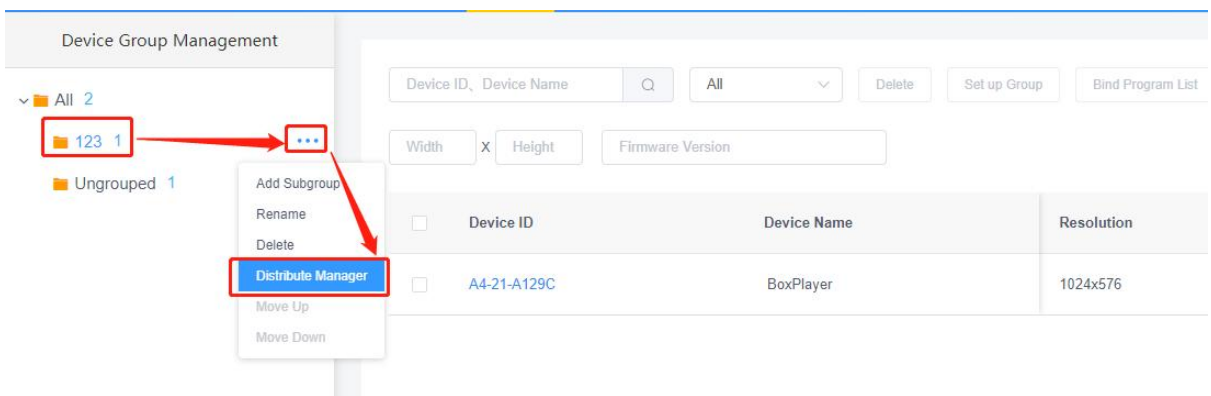 Device Group Management
All 2
123 1
...
Ungrouped 1
Add Subgroup
Rename
Delete
Distribute Manager
Move Up
Move Down
Device ID、Device Name
All
Delete
Set up Group
Bind Program List
Width X Height
Firmware Version
Device ID Device Name Resolution
A4-21-A129C BoxPlayer 1024x576